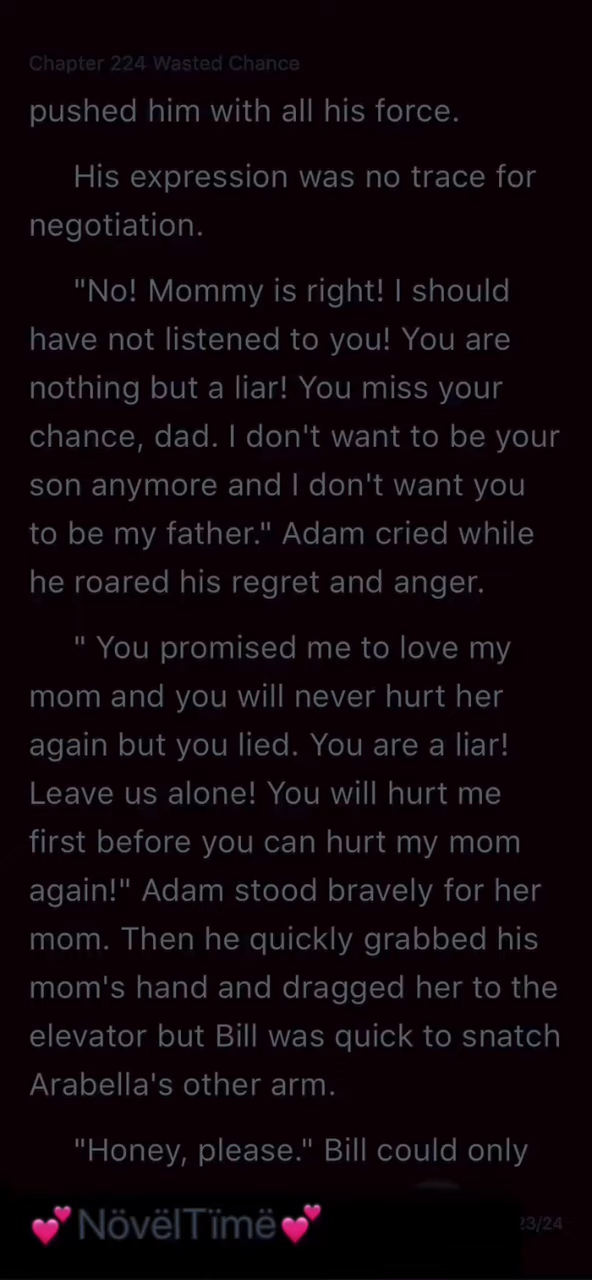 Chapter 224 Wasted Chance
pushed him with all his force.
His expression was no trace for
negotiation.
"No! Mommy is right! I should
have not listened to you! You are
nothing but a liar! You miss your
chance, dad. I don't want to be your
son anymore and I don't want you
to be my father." Adam cried while
he roared his regret and anger.
" You promised me to love my
mom and you will never hurt her
again but you lied. You are a liar!
Leave us alone! You will hurt me
first before you can hurt my mom
again!" Adam stood bravely for her
mom. Then he quickly grabbed his
mom's hand and dragged her to the
elevator but Bill was quick to snatch
Arabella's other arm.
"Honey, please." Bill could only
💕NövëlTïmë💕
23/24